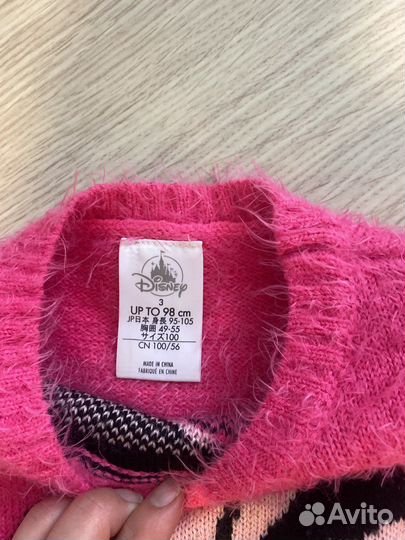 Disney
3
UP TO 98 cm
JP日本 身長 95-105
胸囲 49-55
サイズ100
CN 100/56
MADE IN CHINA
FABRIQUÉ EN CHINE
Avito